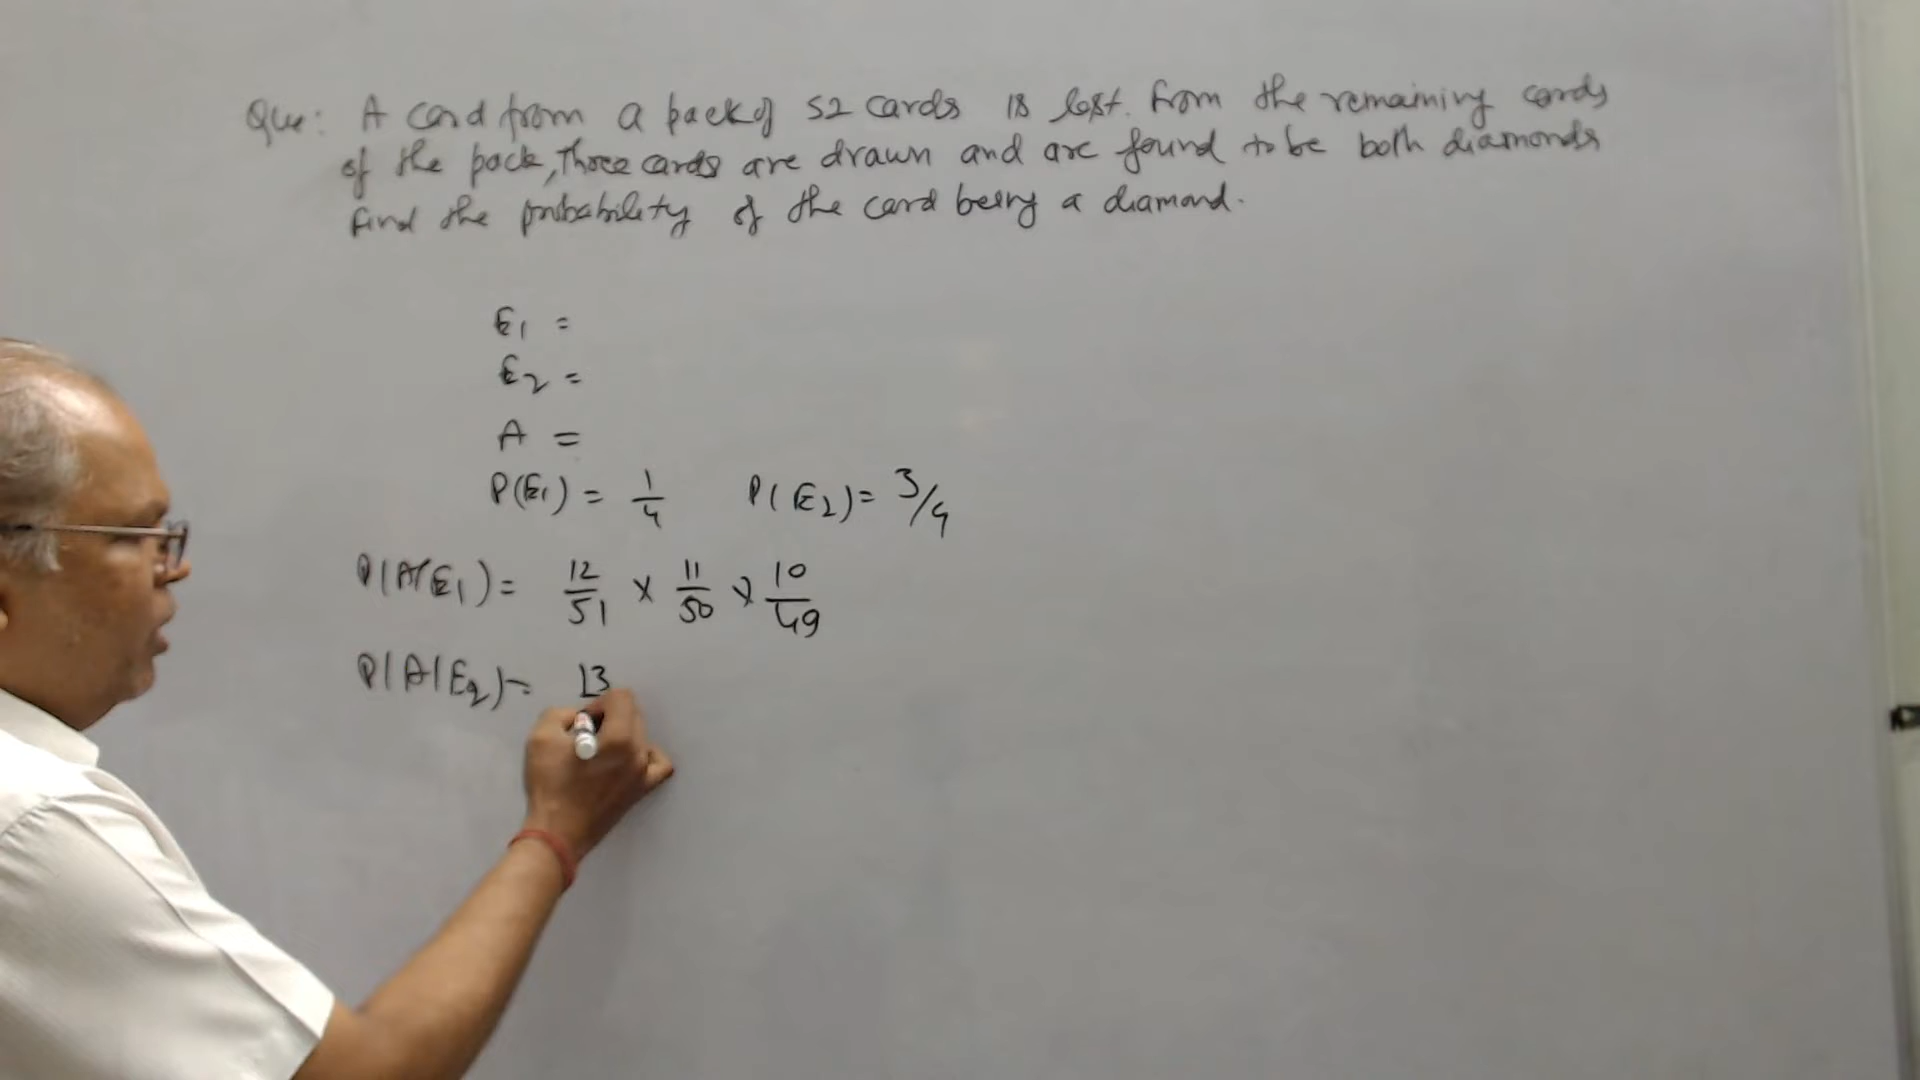 Que: A card from a pack of 52 cards is lost. From the remaining cards
of the pack, Three cards are drawn and are found to be both diamonds
find the probability of the card being a diamond.
E1 =
E2 =
A =
P(E1) = 1/4 P(E2) = 3/4
P(A/E1) = 12/51 × 11/50 × 10/49
P(A/E2) = 13